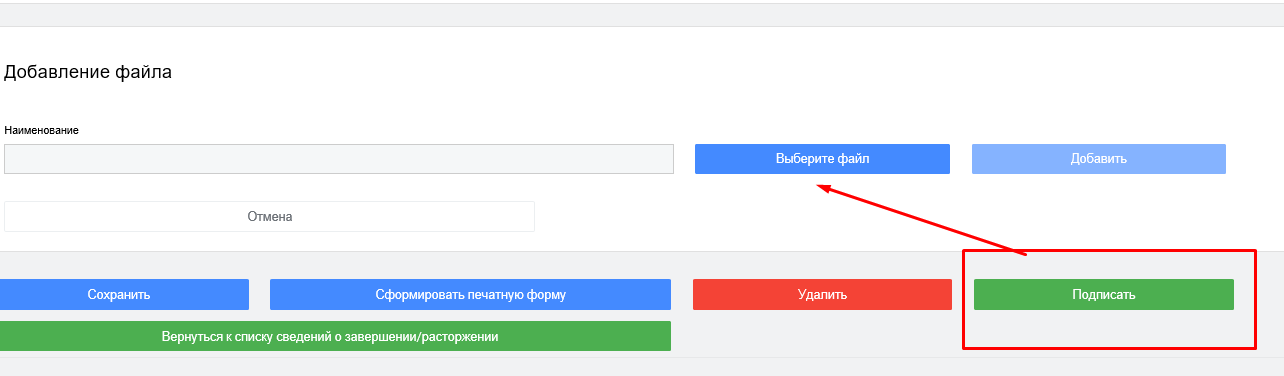 Добавление файла
Наименование
Выберите файл
Добавить
Отмена
Сохранить
Сформировать печатную форму
Удалить
Подписать
Вернуться к списку сведений о завершении/расторжении